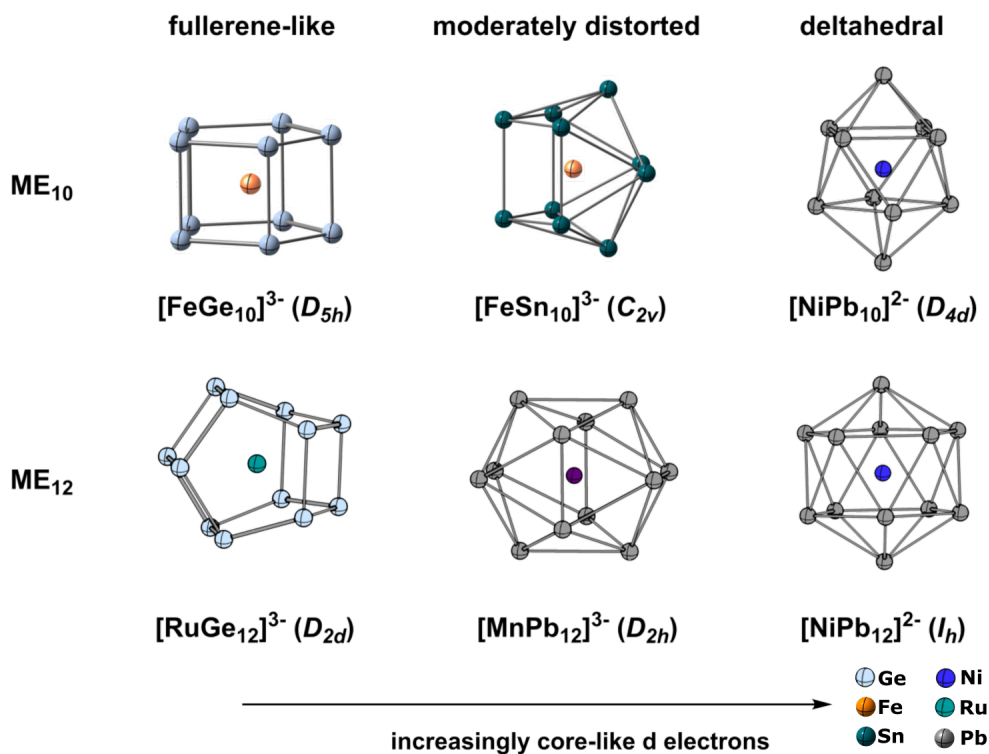 fullerene-like moderately distorted deltahedral
ME₁₀
[FeGe₁₀]³⁻ (D₅ₕ) [FeSn₁₀]³⁻ (C₂ᵥ) [NiPb₁₀]²⁻ (D₄d)
ME₁₂
[RuGe₁₂]³⁻ (D₂d) [MnPb₁₂]³⁻ (D₂ₕ) [NiPb₁₂]²⁻ (Iₕ)
Ge Ni
Fe Ru
Sn Pb
increasingly core-like d electrons